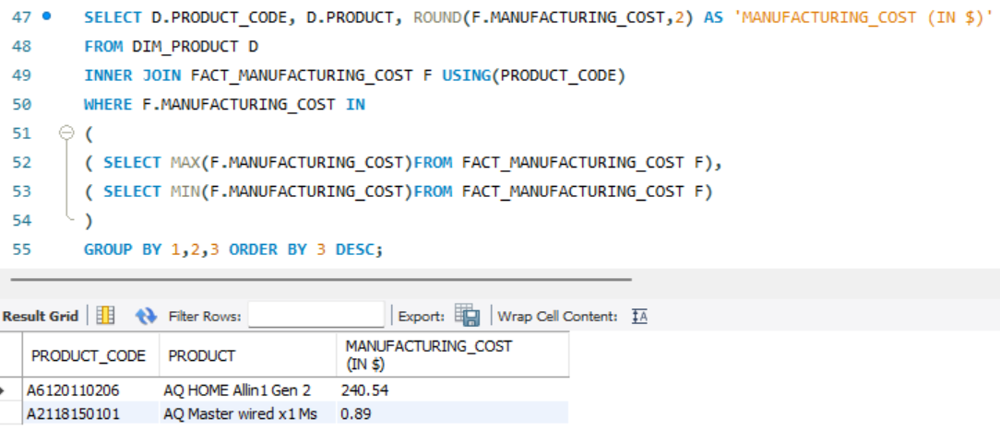 47 SELECT D.PRODUCT_CODE, D.PRODUCT, ROUND(F.MANUFACTURING_COST,2) AS 'MANUFACTURING_COST (IN $)'
48 FROM DIM_PRODUCT D
49 INNER JOIN FACT_MANUFACTURING_COST F USING(PRODUCT_CODE)
50 WHERE F.MANUFACTURING_COST IN
51 (
52 ( SELECT MAX(F.MANUFACTURING_COST)FROM FACT_MANUFACTURING_COST F),
53 ( SELECT MIN(F.MANUFACTURING_COST)FROM FACT_MANUFACTURING_COST F)
54 )
55 GROUP BY 1,2,3 ORDER BY 3 DESC;
Result Grid Filter Rows: Export: Wrap Cell Content: IA
PRODUCT_CODE PRODUCT MANUFACTURING_COST
(IN $)
A6120110206 AQ HOME Allin1 Gen 2 240.54
A2118150101 AQ Master wired x1 Ms 0.89